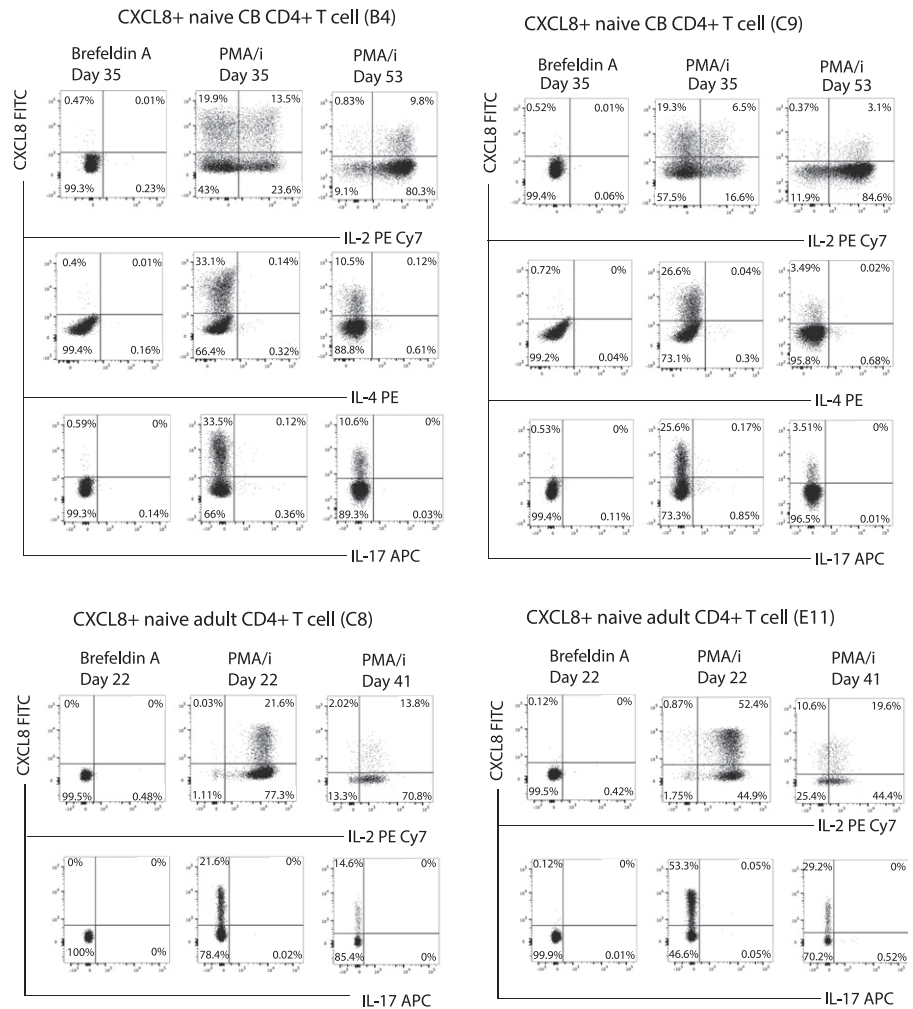 CXCL8+ naive CB CD4+ T cell (B4)
Brefeldin A
Day 35
PMA/i
Day 35
PMA/i
Day 53
CXCL8 FITC
0.47% 0.01%
99.3% 0.23%
19.9% 13.5%
43% 23.6%
0.83% 9.8%
9.1% 80.3%
IL-2 PE Cy7
0.4% 0.01%
99.4% 0.16%
33.1% 0.14%
66.4% 0.32%
10.5% 0.12%
88.8% 0.61%
IL-4 PE
0.59% 0%
99.3% 0.14%
33.5% 0.12%
66% 0.36%
10.6% 0%
89.3% 0.03%
IL-17 APC
CXCL8+ naive CB CD4+ T cell (C9)
Brefeldin A
Day 35
PMA/i
Day 35
PMA/i
Day 53
CXCL8 FITC
0.52% 0.01%
99.4% 0.06%
19.3% 6.5%
57.5% 16.6%
0.37% 3.1%
11.9% 84.6%
IL-2 PE Cy7
0.72% 0%
99.2% 0.04%
26.6% 0.04%
73.1% 0.3%
3.49% 0.02%
95.8% 0.68%
IL-4 PE
0.53% 0%
99.4% 0.11%
25.6% 0.17%
73.3% 0.85%
3.51% 0%
96.5% 0.01%
IL-17 APC
CXCL8+ naive adult CD4+ T cell (C8)
Brefeldin A
Day 22
PMA/i
Day 22
PMA/i
Day 41
CXCL8 FITC
0% 0%
99.5% 0.48%
0.03% 21.6%
1.11% 77.3%
2.02% 13.8%
13.3% 70.8%
IL-2 PE Cy7
0% 0%
100% 0%
21.6% 0%
78.4% 0.02%
14.6% 0%
85.4% 0%
IL-17 APC
CXCL8+ naive adult CD4+ T cell (E11)
Brefeldin A
Day 22
PMA/i
Day 22
PMA/i
Day 41
CXCL8 FITC
0.12% 0%
99.5% 0.42%
0.87% 52.4%
1.75% 44.9%
10.6% 19.6%
25.4% 44.4%
IL-2 PE Cy7
0.12% 0%
99.9% 0.01%
53.3% 0.05%
46.6% 0.05%
29.2% 0%
70.2% 0.52%
IL-17 APC